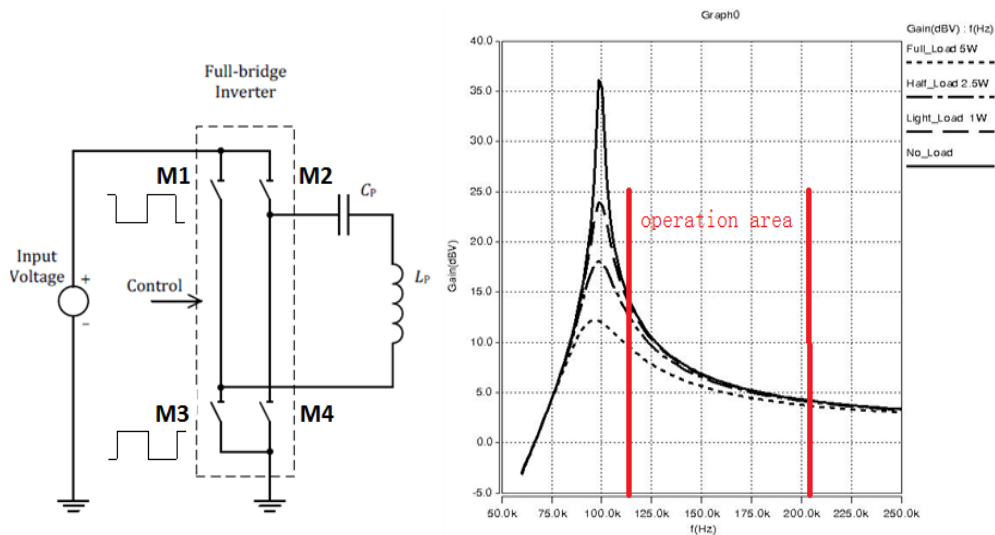 Full-bridge
Inverter
M1
M2
C_P
Input
Voltage
+
−
Control
L_P
M3
M4
Graph0
Gain(dBV) : f(Hz)
Full_Load 5W
Half_Load 2.5W
Light_Load 1W
No_Load
40.0
35.0
30.0
25.0
20.0
15.0
10.0
5.0
0.0
-5.0
Gain(dBV)
operation area
50.0k 75.0k 100.0k 125.0k 150.0k 175.0k 200.0k 225.0k 250.0k
f(Hz)